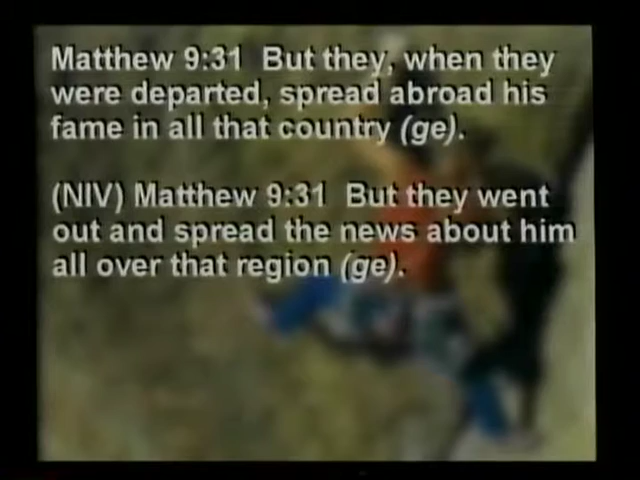 Matthew 9:31 But they, when they
were departed, spread abroad his
fame in all that country (ge).
(NIV) Matthew 9:31 But they went
out and spread the news about him
all over that region (ge).